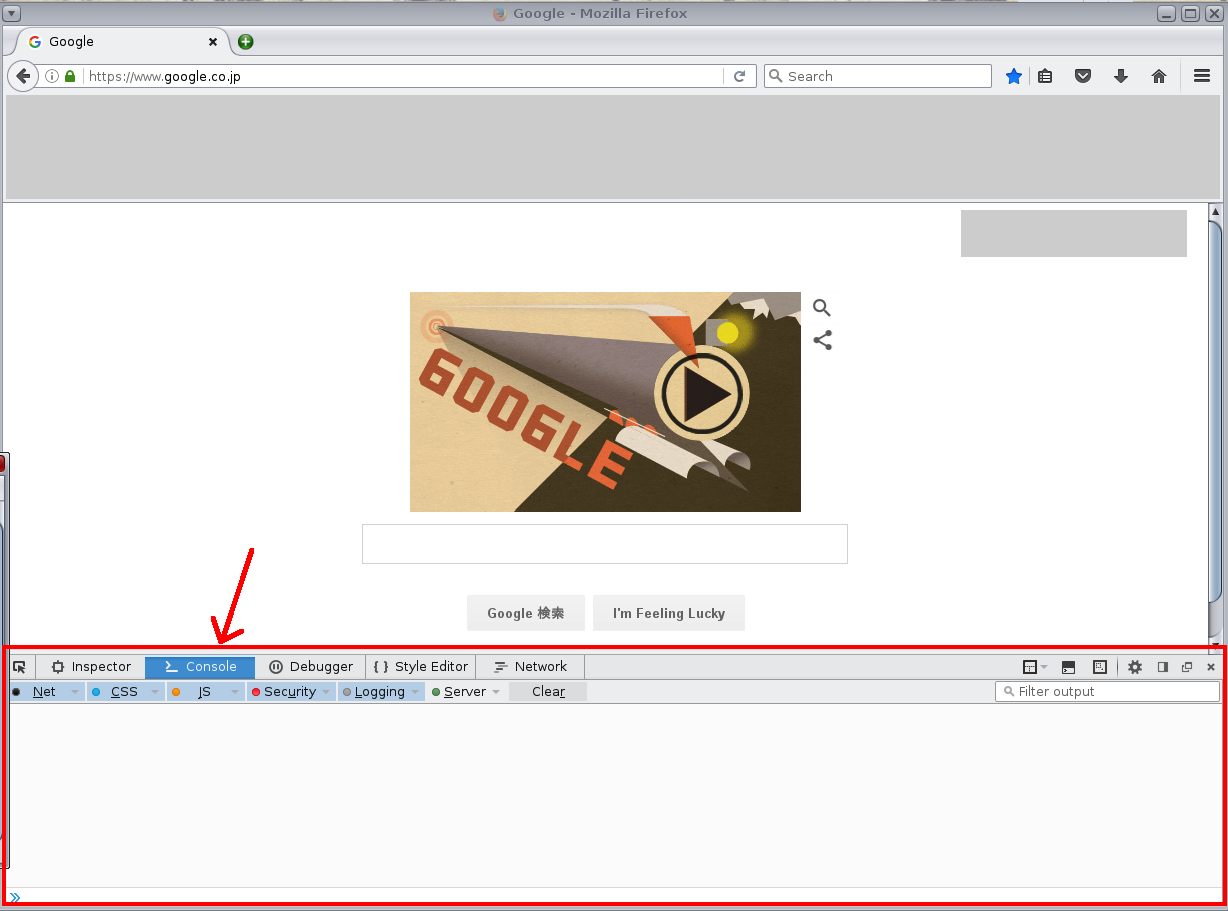 Google - Mozilla Firefox
Google
https://www.google.co.jp
Search
GOOGLE
Google 検索
I'm Feeling Lucky
Inspector Console Debugger { } Style Editor Network
Net CSS JS Security Logging Server Clear
Filter output